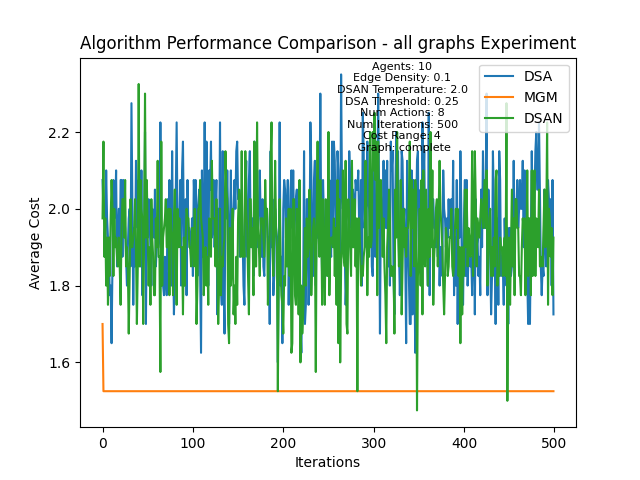 Algorithm Performance Comparison - all graphs Experiment
Agents: 10
Edge Density: 0.1
DSAN Temperature: 2.0
DSA Threshold: 0.25
Num Actions: 8
Num Iterations: 500
Cost Range: 4
Graph: complete
DSA
MGM
DSAN
Average Cost
2.2
2.0
1.8
1.6
0
100
200
300
400
500
Iterations